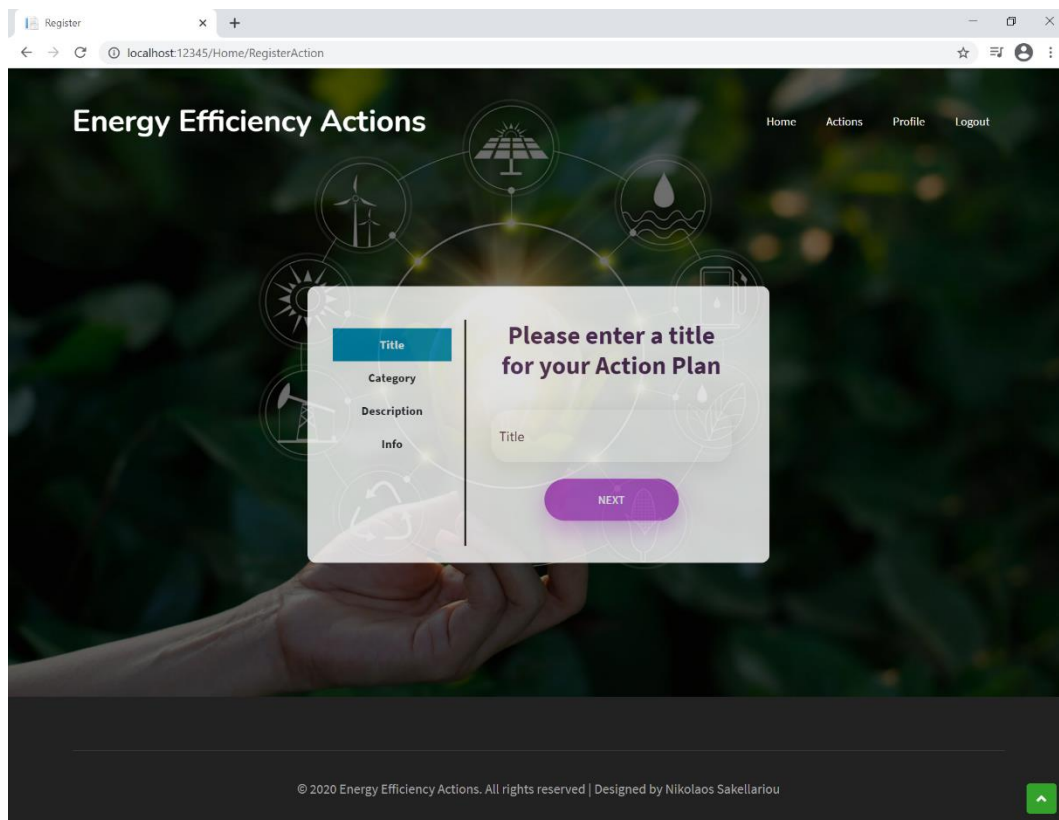 Register
localhost:12345/Home/RegisterAction
Energy Efficiency Actions
Home Actions Profile Logout
Title
Category
Description
Info
Please enter a title
for your Action Plan
Title
NEXT
© 2020 Energy Efficiency Actions. All rights reserved | Designed by Nikolaos Sakellariou